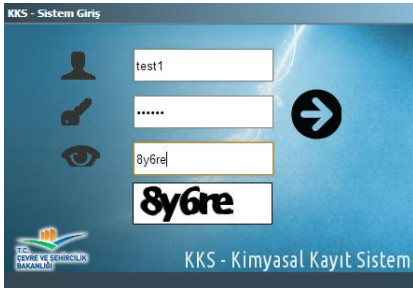 KKS - Sistem Giriş
test1
••••••
8y6re
8y6re
T.C.
ÇEVRE VE ŞEHİRCİLİK
BAKANLIĞI
KKS - Kimyasal Kayıt Sistem